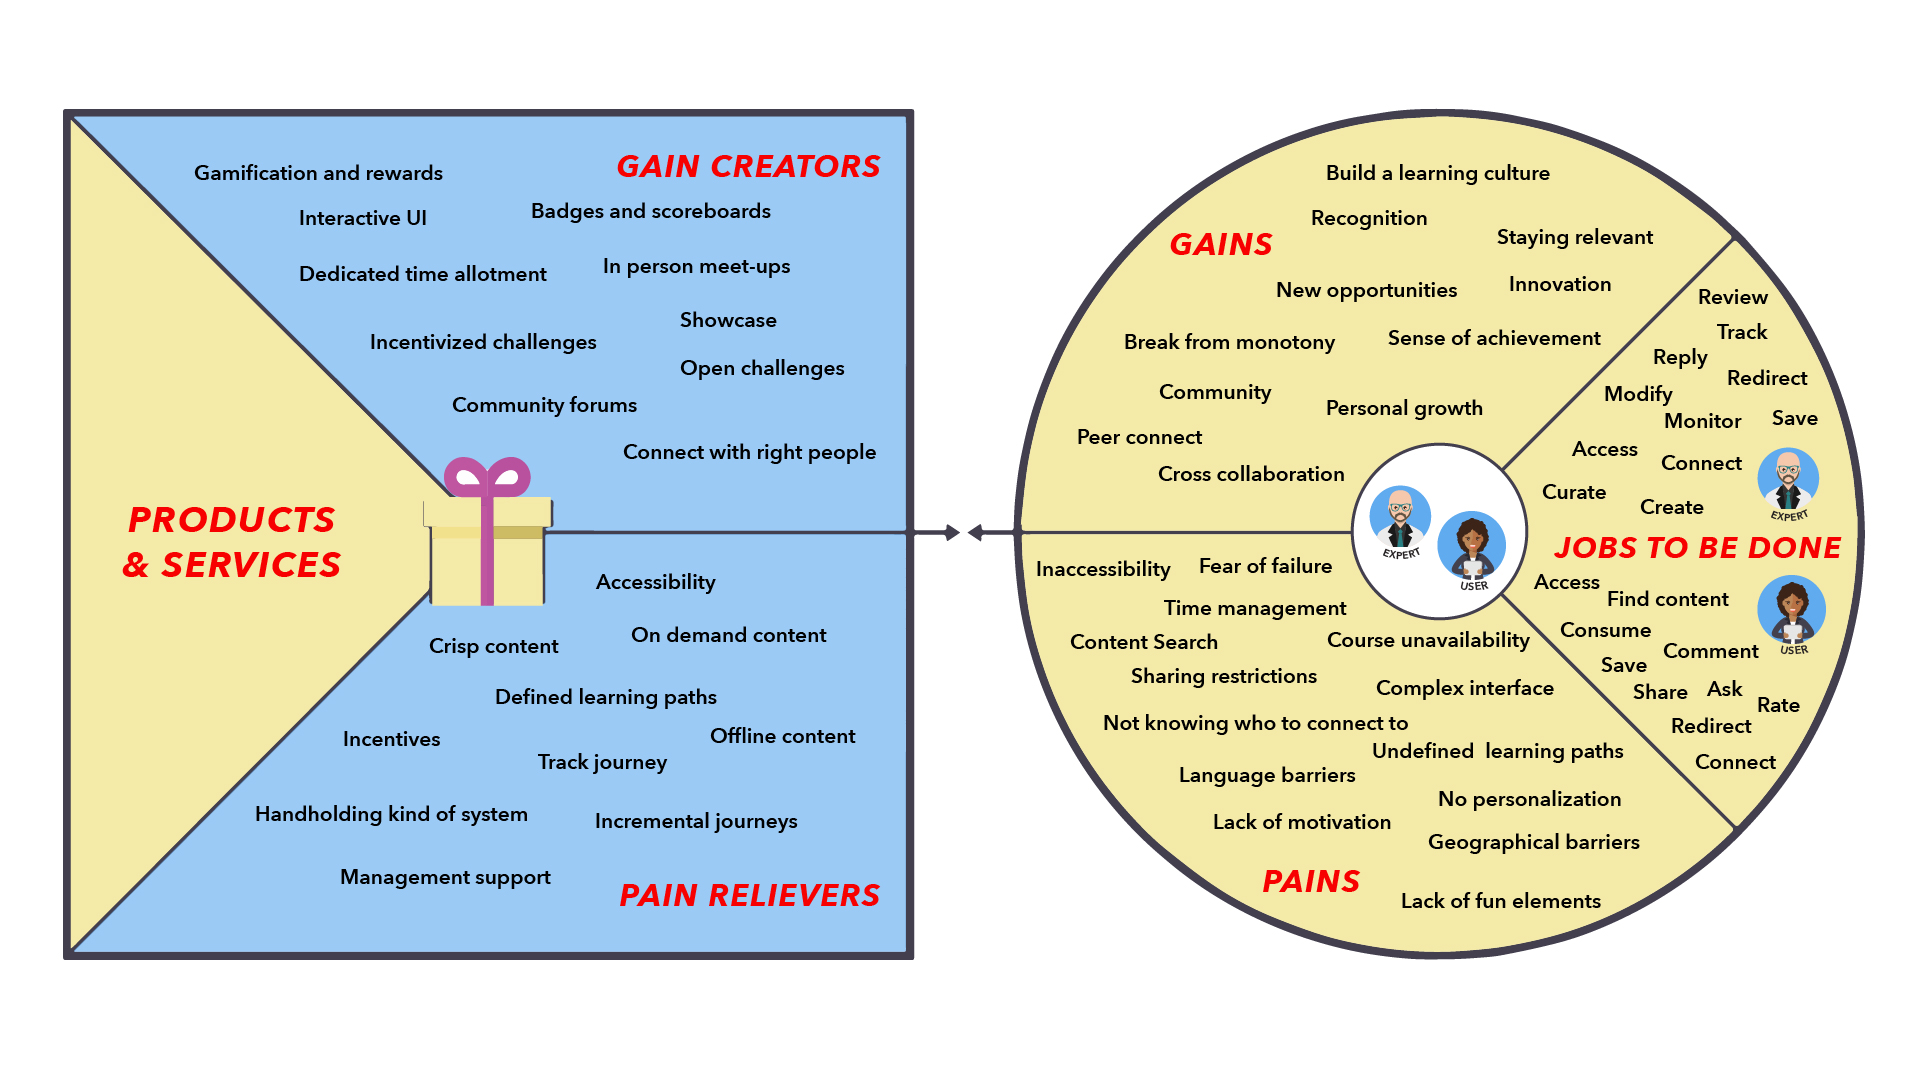 GAIN CREATORS
Gamification and rewards
Interactive UI
Badges and scoreboards
Dedicated time allotment
In person meet-ups
Showcase
Incentivized challenges
Open challenges
Community forums
Connect with right people
PRODUCTS
& SERVICES
Accessibility
On demand content
Crisp content
Defined learning paths
Incentives
Offline content
Track journey
Handholding kind of system
Incremental journeys
Management support
PAIN RELIEVERS
GAINS
Build a learning culture
Recognition
Staying relevant
New opportunities
Innovation
Break from monotony
Sense of achievement
Community
Personal growth
Peer connect
Cross collaboration
EXPERT
USER
Review
Track
Reply
Redirect
Modify
Monitor
Save
Access
Connect
Curate
Create
EXPERT
JOBS TO BE DONE
Access
Find content
Consume
Comment
USER
Save
Share
Ask
Rate
Redirect
Connect
Inaccessibility
Fear of failure
Time management
Content Search
Course unavailability
Sharing restrictions
Complex interface
Not knowing who to connect to
Undefined  learning paths
Language barriers
No personalization
Lack of motivation
Geographical barriers
PAINS
Lack of fun elements